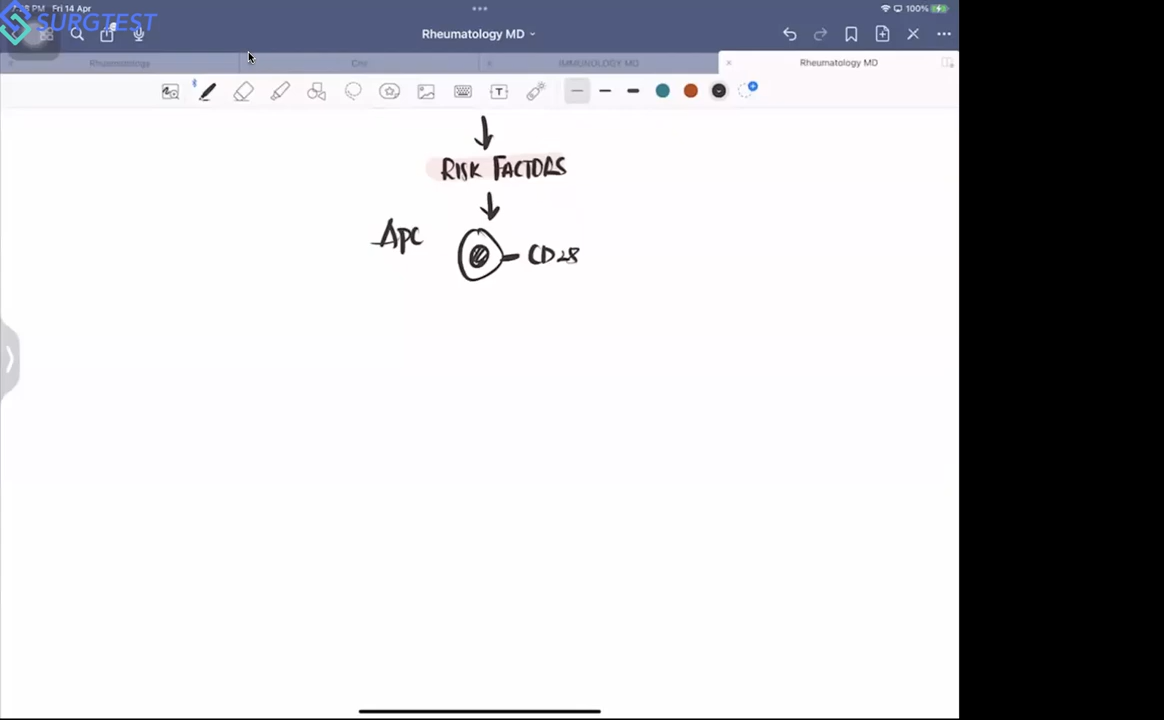 Fri 14 Apr
100%
SURGTEST
Rheumatology MD
Rheumatology
IMMUNOLOGY MD
Rheumatology MD
T
RISK FACTORS
APC
CD28